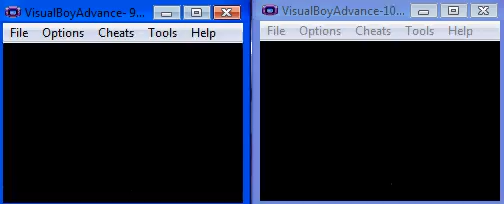 VisualBoyAdvance- 9...
File Options Cheats Tools Help
VisualBoyAdvance-10...
File Options Cheats Tools Help